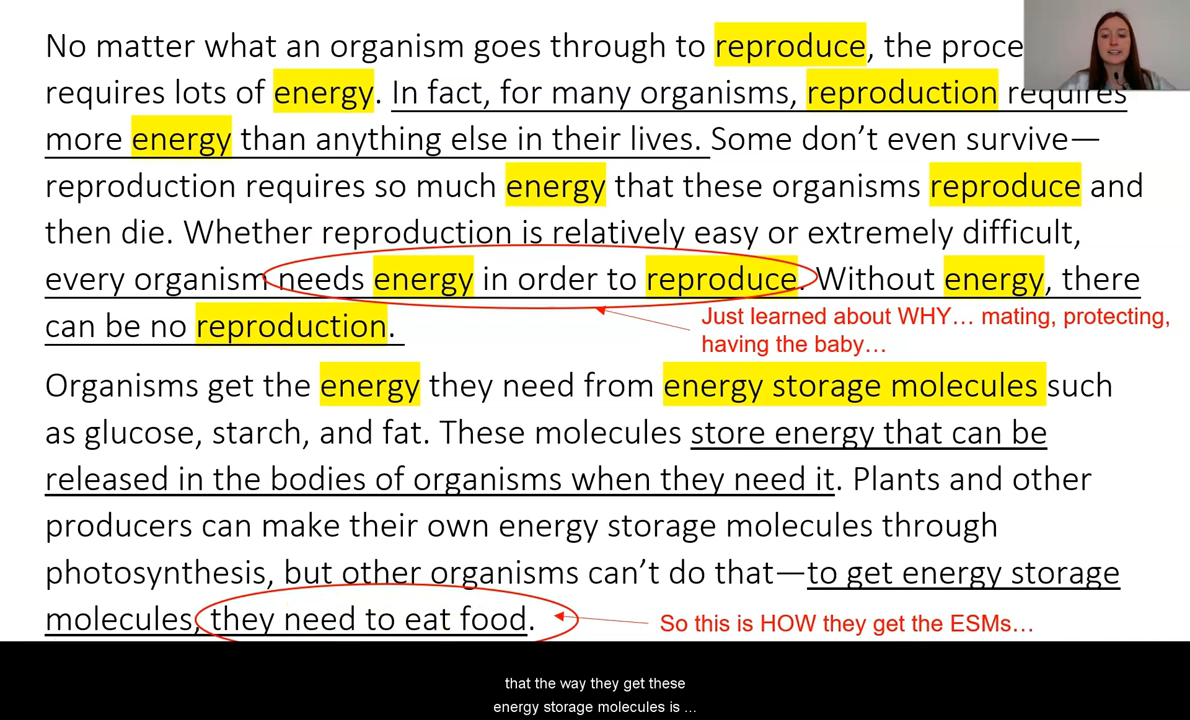 No matter what an organism goes through to reproduce, the proce
requires lots of energy. In fact, for many organisms, reproduction requires
more energy than anything else in their lives. Some don’t even survive—
reproduction requires so much energy that these organisms reproduce and
then die. Whether reproduction is relatively easy or extremely difficult,
every organism needs energy in order to reproduce. Without energy, there
can be no reproduction.
Just learned about WHY… mating, protecting,
having the baby…
Organisms get the energy they need from energy storage molecules such
as glucose, starch, and fat. These molecules store energy that can be
released in the bodies of organisms when they need it. Plants and other
producers can make their own energy storage molecules through
photosynthesis, but other organisms can’t do that—to get energy storage
molecules, they need to eat food.
So this is HOW they get the ESMs…
that the way they get these
energy storage molecules is ...